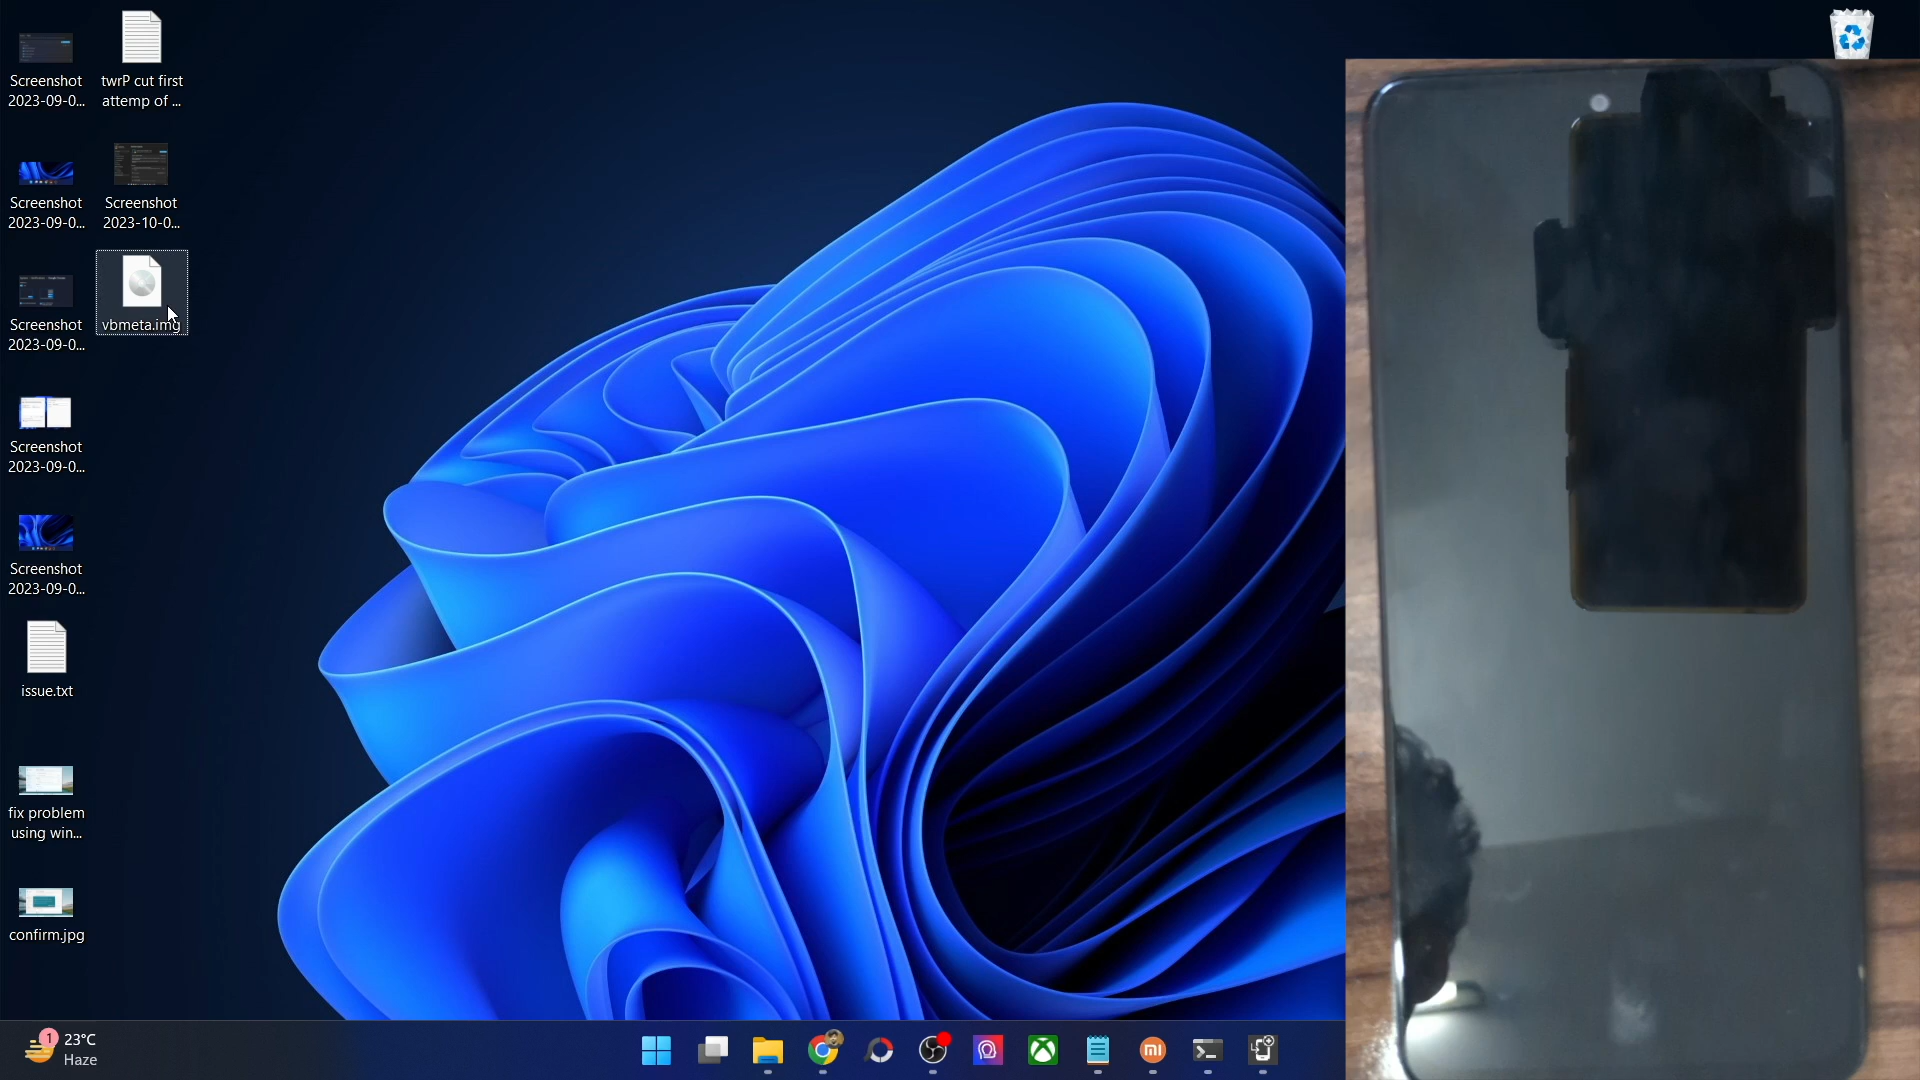 Screenshot
2023-09-0...
twrP cut first
attemp of ...
Screenshot
2023-09-0...
Screenshot
2023-10-0...
Screenshot
2023-09-0...
vbmeta.img
Screenshot
2023-09-0...
Screenshot
2023-09-0...
issue.txt
fix problem
using win...
confirm.jpg
1
23°C
Haze
mi